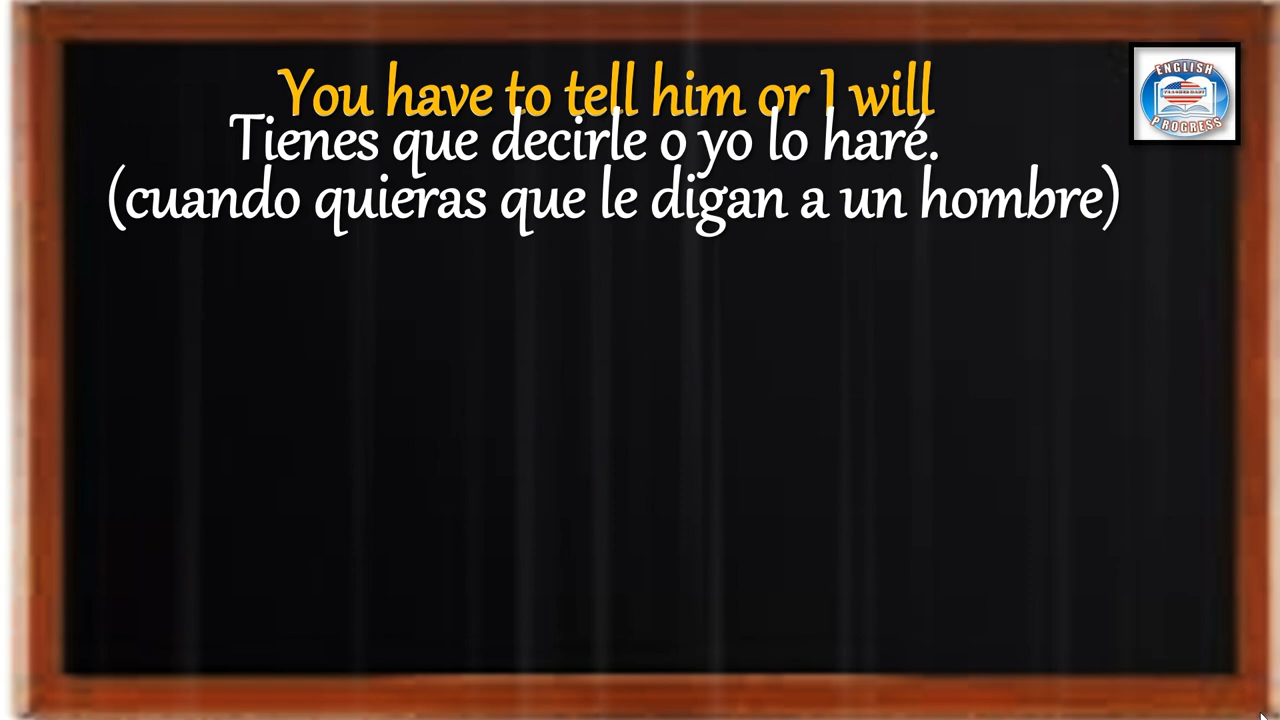 You have to tell him or I will
Tienes que decirle o yo lo haré.
(cuando quieras que le digan a un hombre)
ENGLISH
PROGRESS